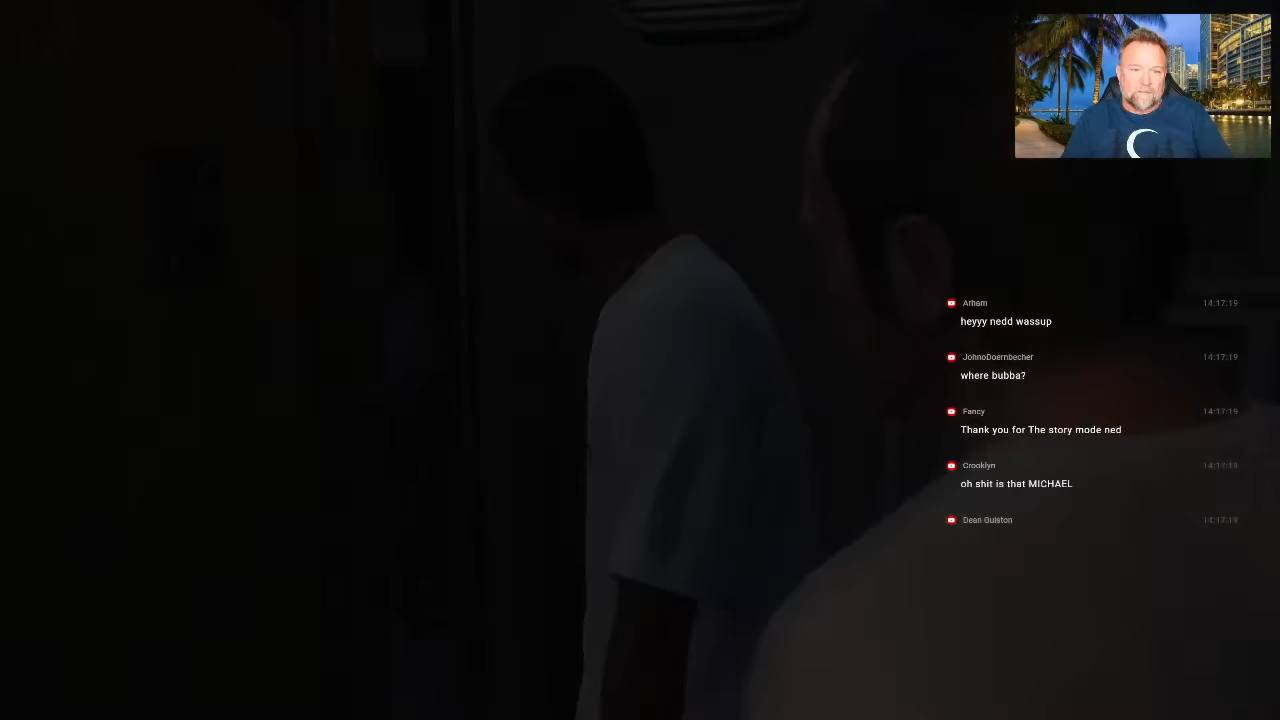 Arham 14:17:19
heyyy nedd wassup
JohnoDoernbecher 14:17:19
where bubba?
Fancy 14:17:19
Thank you for The story mode ned
Crooklyn 14:17:19
oh shit is that MICHAEL
Dean Gulston 14:17:19